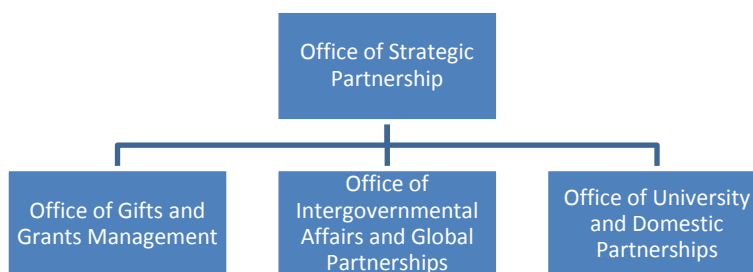 Office of Strategic
Partnership
Office of Gifts and
Grants Management
Office of
Intergovernmental
Affairs and Global
Partnerships
Office of University
and Domestic
Partnerships